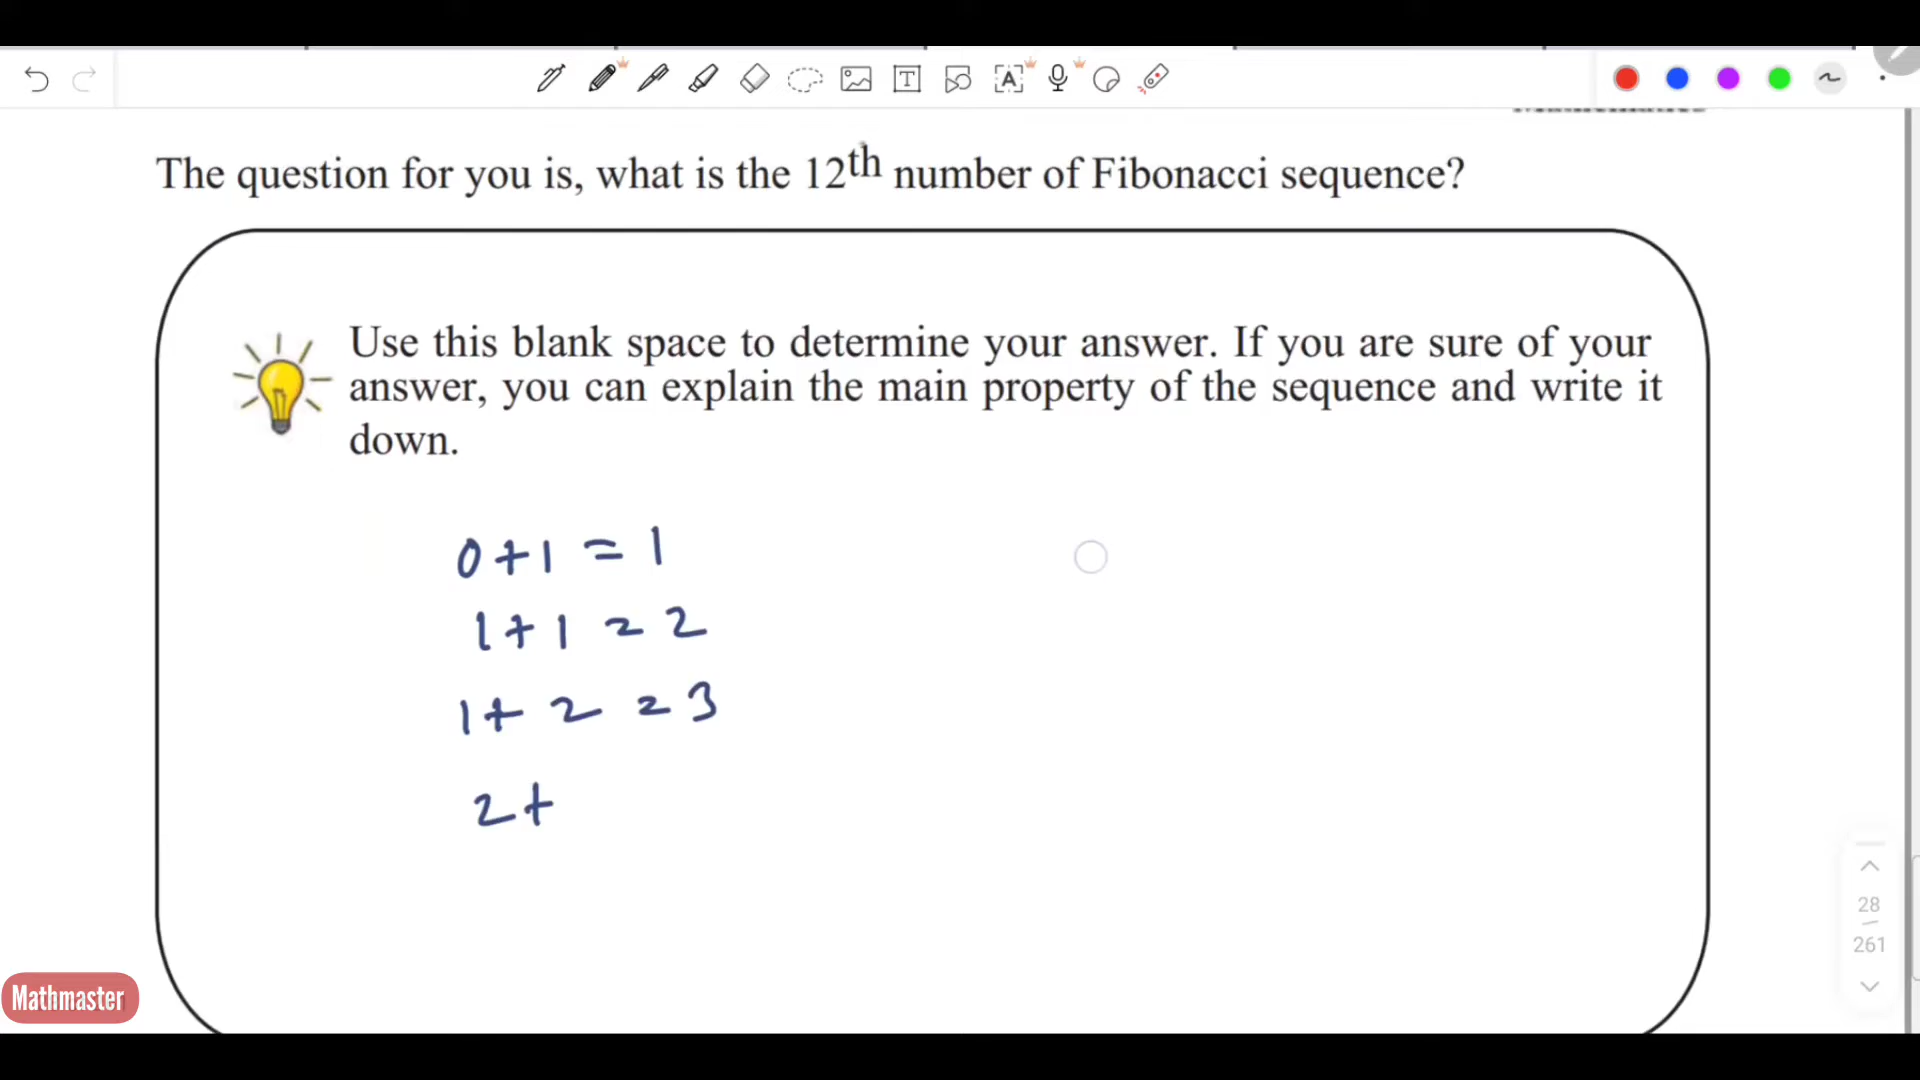 The question for you is, what is the 12th number of Fibonacci sequence?
Use this blank space to determine your answer. If you are sure of your
answer, you can explain the main property of the sequence and write it
down.
0+1=1
1+1=2
1+2=3
2+
28
261
Mathmaster